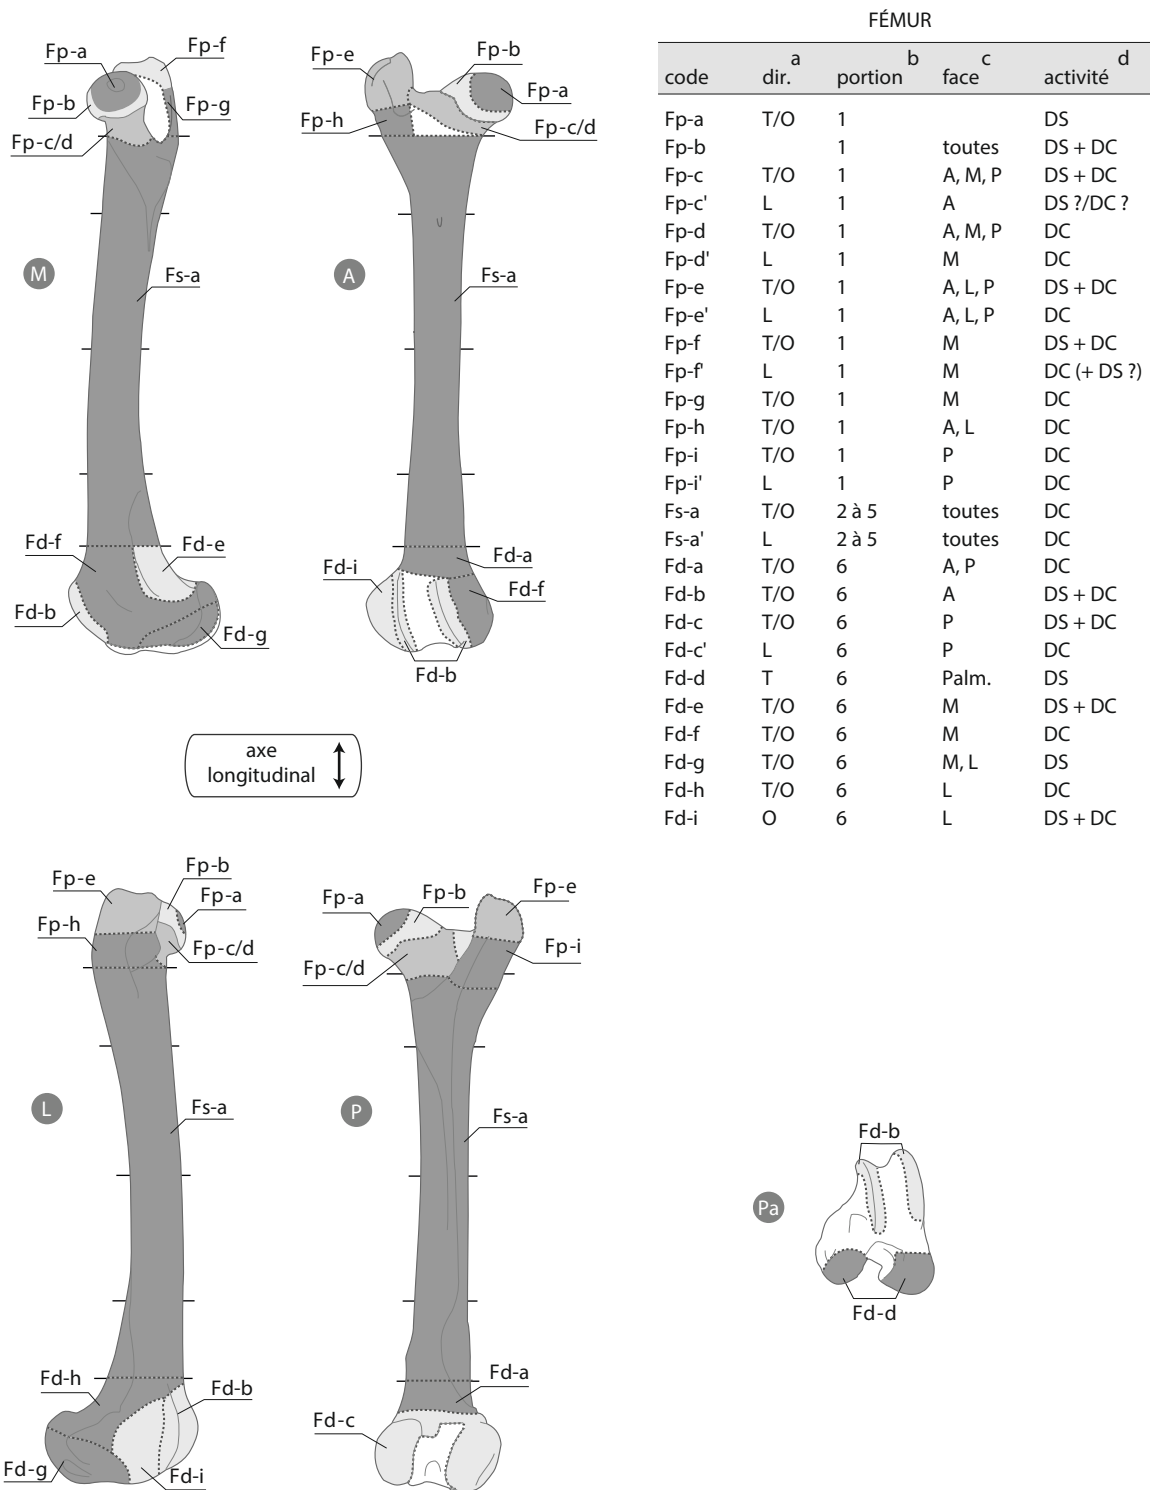 FÉMUR
a b c d
code dir. portion face activité
Fp-a T/O 1 DS
Fp-b 1 toutes DS + DC
Fp-c T/O 1 A, M, P DS + DC
Fp-c' L 1 A DS ?/DC ?
Fp-d T/O 1 A, M, P DC
Fp-d' L 1 M DC
Fp-e T/O 1 A, L, P DS + DC
Fp-e' L 1 A, L, P DC
Fp-f T/O 1 M DS + DC
Fp-f' L 1 M DC (+ DS ?)
Fp-g T/O 1 M DC
Fp-h T/O 1 A, L DC
Fp-i T/O 1 P DC
Fp-i' L 1 P DC
Fs-a T/O 2 à 5 toutes DC
Fs-a' L 2 à 5 toutes DC
Fd-a T/O 6 A, P DC
Fd-b T/O 6 A DS + DC
Fd-c T/O 6 P DS + DC
Fd-c' L 6 P DC
Fd-d T 6 Palm. DS
Fd-e T/O 6 M DS + DC
Fd-f T/O 6 M DC
Fd-g T/O 6 M, L DS
Fd-h T/O 6 L DC
Fd-i O 6 L DS + DC
Fp-a
Fp-f
Fp-b
Fp-g
Fp-c/d
M
Fs-a
Fd-f
Fd-e
Fd-b
Fd-g
Fp-e
Fp-b
Fp-a
Fp-h
Fp-c/d
A
Fs-a
Fd-a
Fd-i
Fd-f
Fd-b
axe
longitudinal
Fp-e
Fp-b
Fp-a
Fp-h
Fp-c/d
L
Fs-a
Fd-h
Fd-b
Fd-g
Fd-i
Fp-a
Fp-b
Fp-e
Fp-i
Fp-c/d
P
Fs-a
Fd-a
Fd-c
Fd-b
Pa
Fd-d